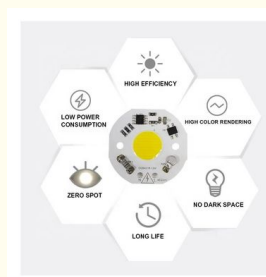 HIGH EFFICIENCY
LOW POWER
CONSUMPTION
HIGH COLOR RENDERING
ZERO SPOT
NO DARK SPACE
LONG LIFE